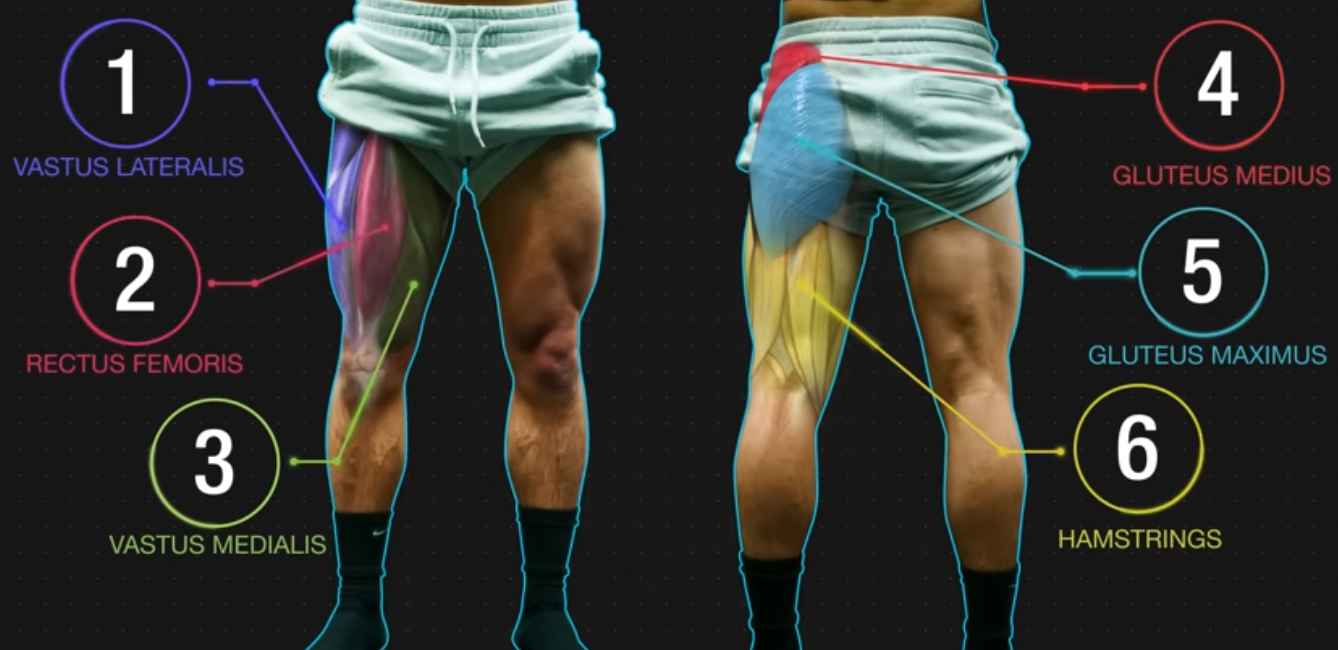 1
VASTUS LATERALIS
2
RECTUS FEMORIS
3
VASTUS MEDIALIS
4
GLUTEUS MEDIUS
5
GLUTEUS MAXIMUS
6
HAMSTRINGS